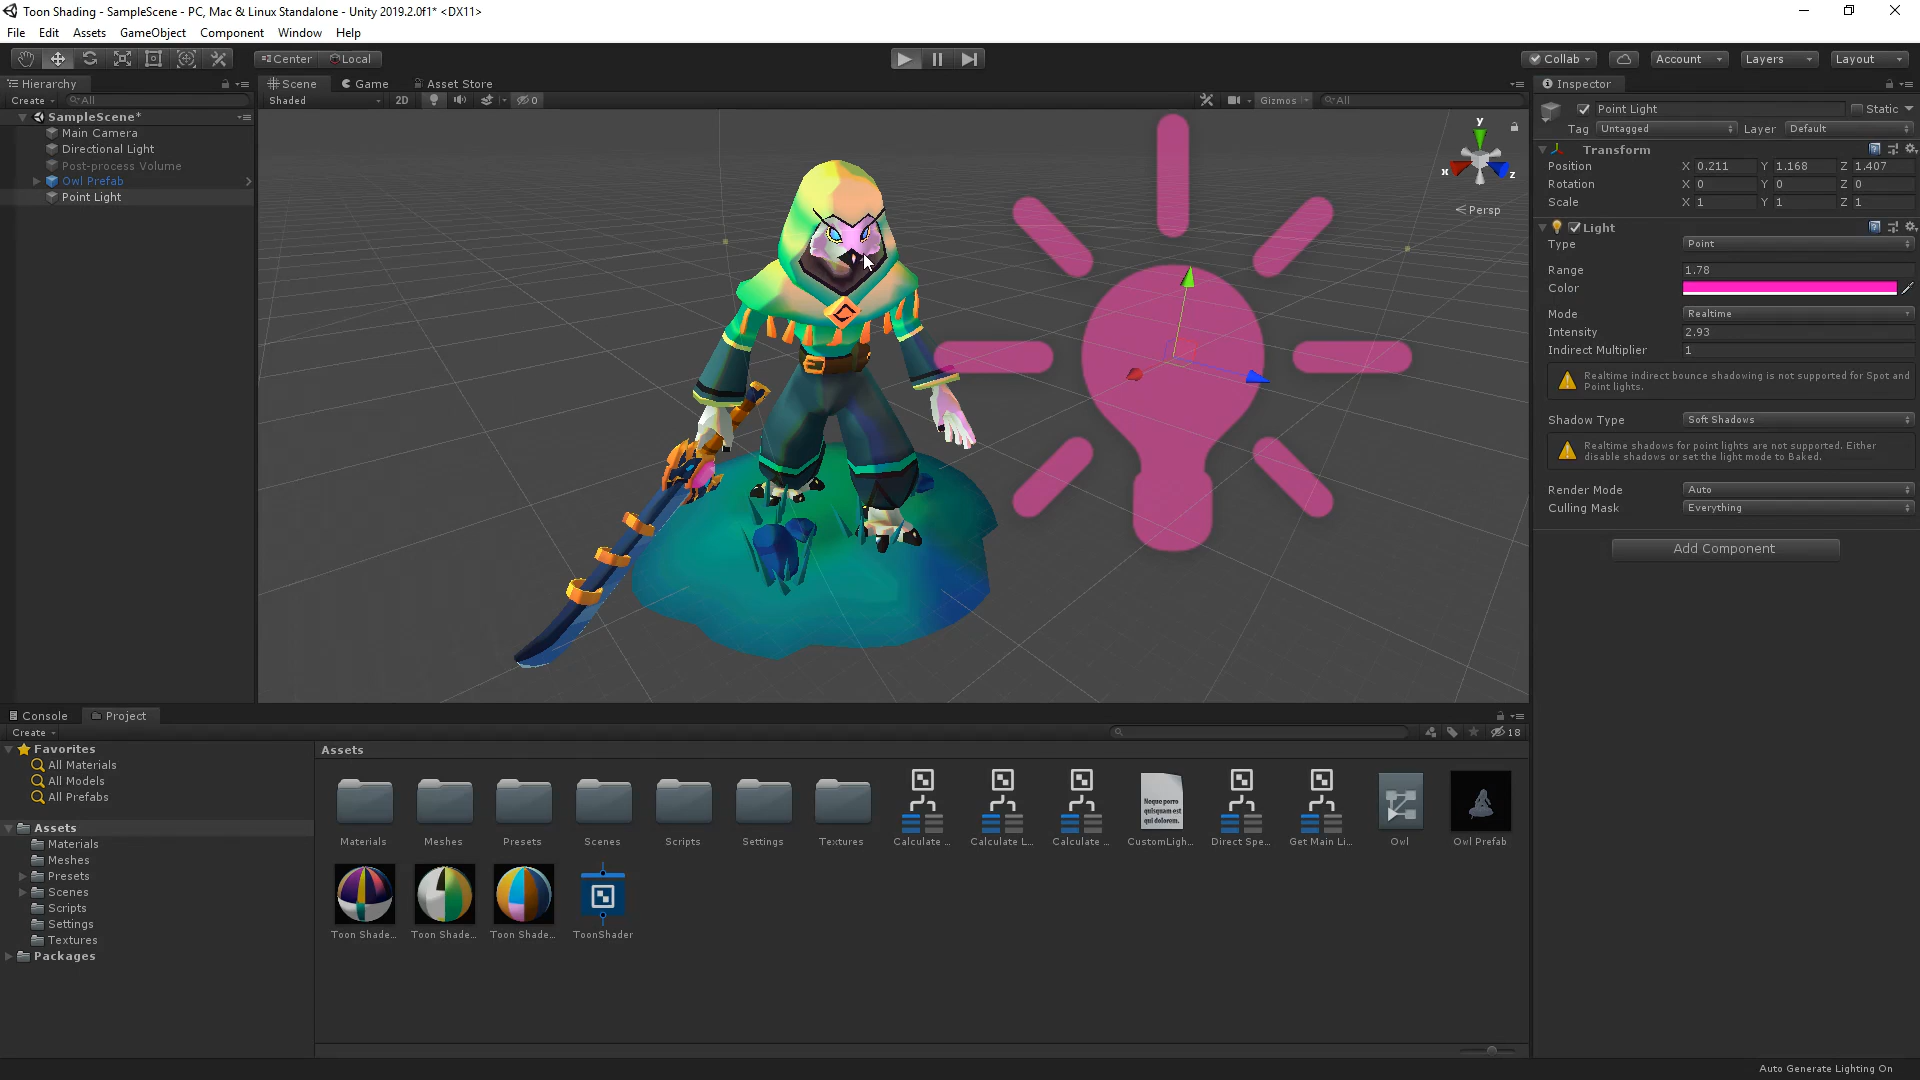 Toon Shading - SampleScene - PC, Mac & Linux Standalone - Unity 2019.2.0f1* <DX11>
File Edit Assets GameObject Component Window Help
Center Local Collab Account Layers Layout
Hierarchy Scene Game Asset Store Inspector
Create All Shaded 2D 0 Gizmos All
SampleScene*
Main Camera
Directional Light
Post-process Volume
Owl Prefab
Point Light
y
x
z
Persp
Point Light Static
Tag Untagged Layer Default
Transform
Position X 0.211 Y 1.168 Z 1.407
Rotation X 0 Y 0 Z 0
Scale X 1 Y 1 Z 1
Light
Type Point
Range 1.78
Color
Mode Realtime
Intensity 2.93
Indirect Multiplier 1
Realtime indirect bounce shadowing is not supported for Spot and
Point lights.
Shadow Type Soft Shadows
Realtime shadows for point lights are not supported. Either
disable shadows or set the light mode to Baked.
Render Mode Auto
Culling Mask Everything
Add Component
Console Project
Create 18
Favorites
All Materials
All Models
All Prefabs
Assets
Materials
Meshes
Presets
Scenes
Scripts
Settings
Textures
Packages
Assets
Neque porro
quisquam est
qui dolorem.
Materials Meshes Presets Scenes Scripts Settings Textures Calculate ... Calculate L... Calculate ... CustomLigh... Direct Spe... Get Main Li... Owl Owl Prefab
Toon Shade... Toon Shade... Toon Shade... ToonShader
Auto Generate Lighting On